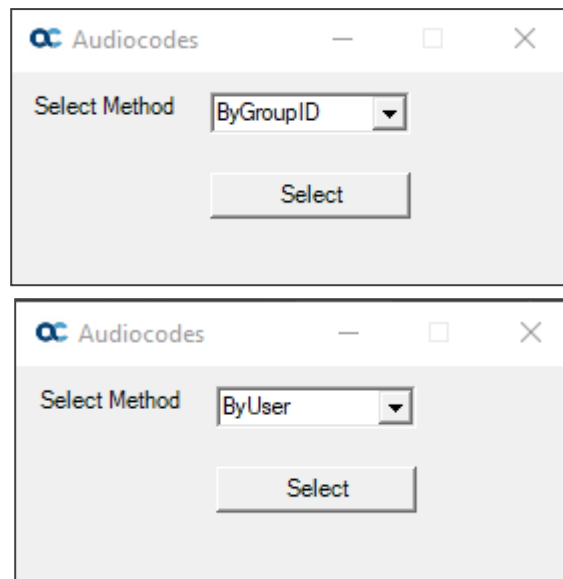 Audiocodes
Select Method ByGroupID
Select
Audiocodes
Select Method ByUser
Select